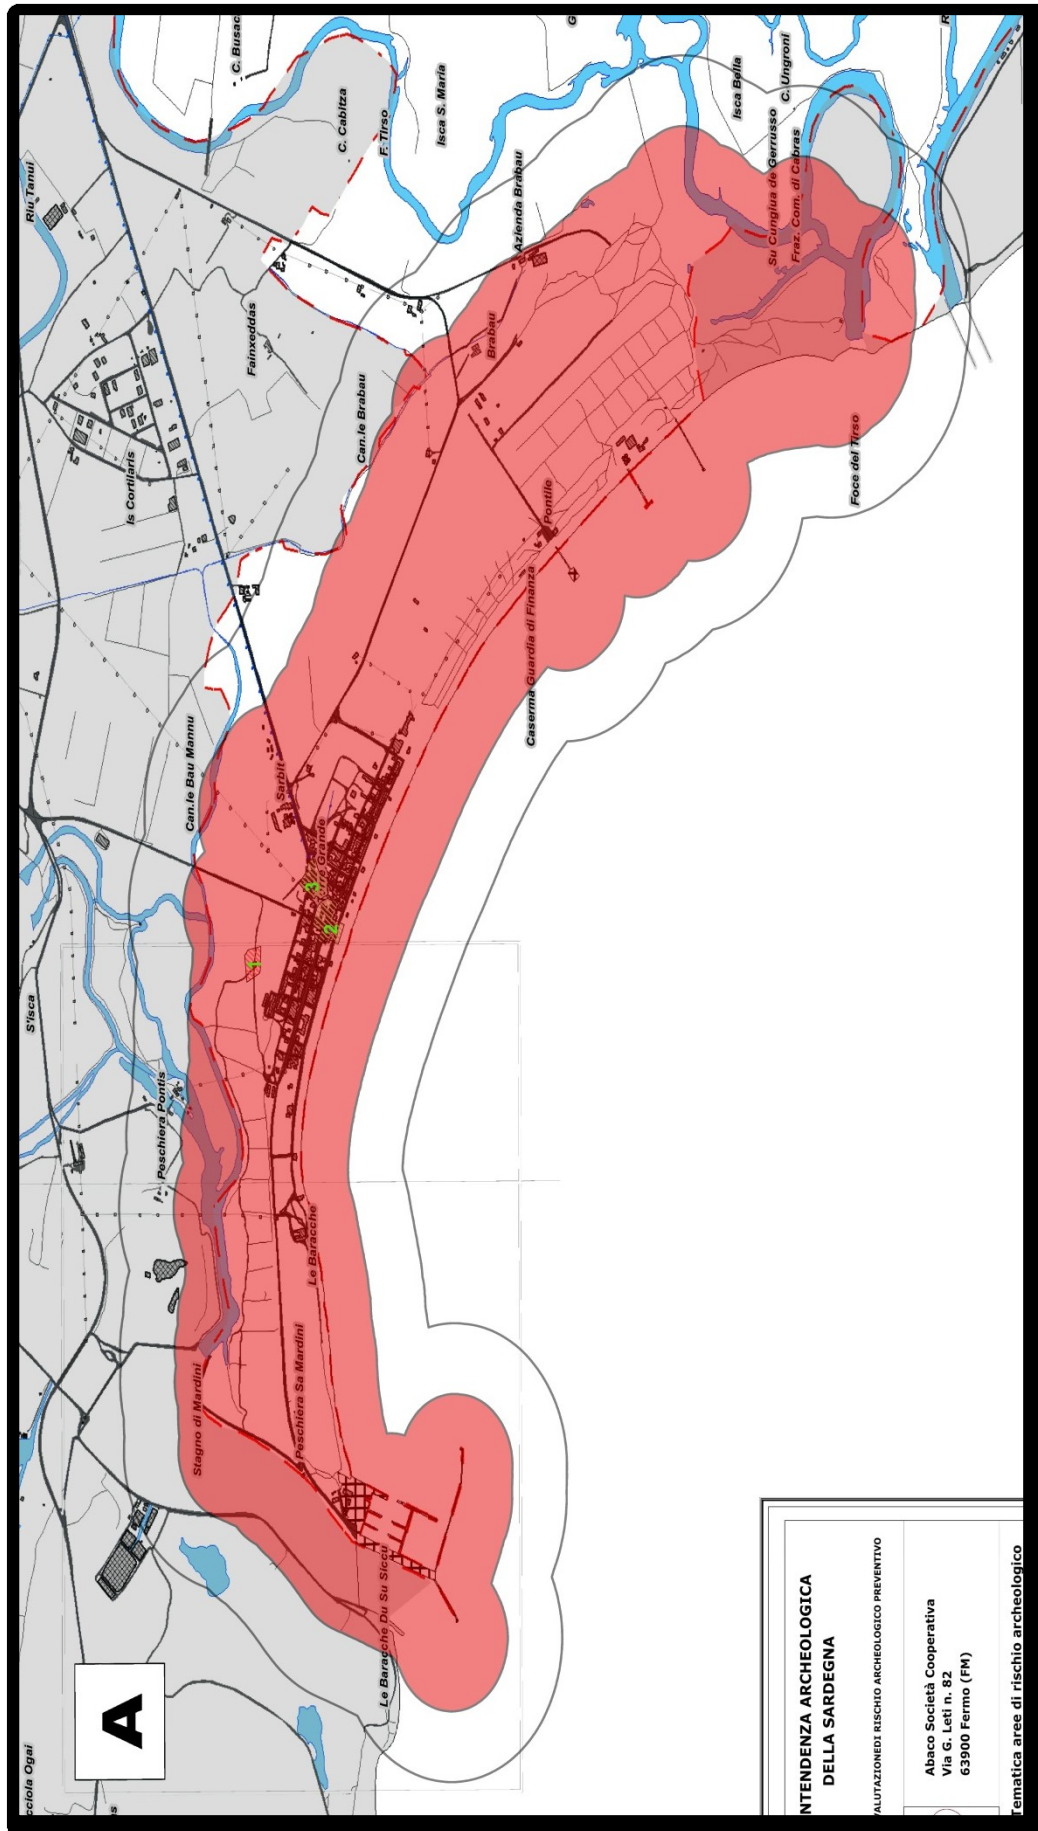 Riu Tanui
C. Busac
C. Cabitza
F. Tirso
Isca S. Maria
G
R
Isca Bella
C.Ungroni
Su Cungiua de Gerrusso
Fraz. Com. di Cabras
Azienda Brabau
Brabau
Fainxeddas
Is Cortilaris
Can.le Brabau
Foce del Tirso
Pontile
Caserma Guardia di Finanza
Can.le Bau Mannu
Sarbit
Grande
3
2
1
S'Isca
Peschiera Pontis
Le Baracche
Stagno di Mardini
Peschiera Sa Mardini
Le Baracche Du Su Siccu
A
cciola Ogai
as
NTENDENZA ARCHEOLOGICA
DELLA SARDEGNA
VALUTAZIONEDI RISCHIO ARCHEOLOGICO PREVENTIVO
Abaco Società Cooperativa
Via G. Leti n. 82
63900 Fermo (FM)
Tematica aree di rischio archeologico